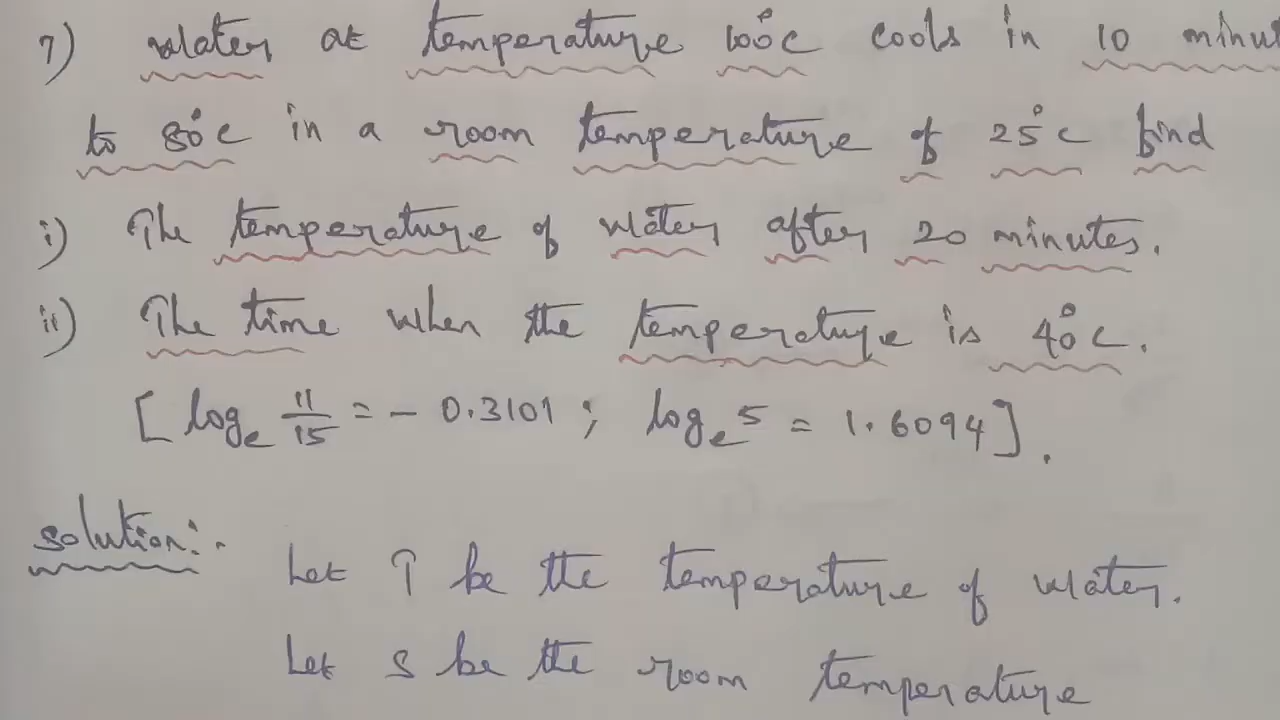 7) Water at temperature 100°C cools in 10 minut
to 80°C in a room temperature of 25°C find
i) The temperature of water after 20 minutes.
ii) The time when the temperature is 40°C.
[ logₑ 11/15 = - 0.3101 ; logₑ 5 = 1.6094 ].
solution:-
Let T be the temperature of water.
Let S be the room temperature